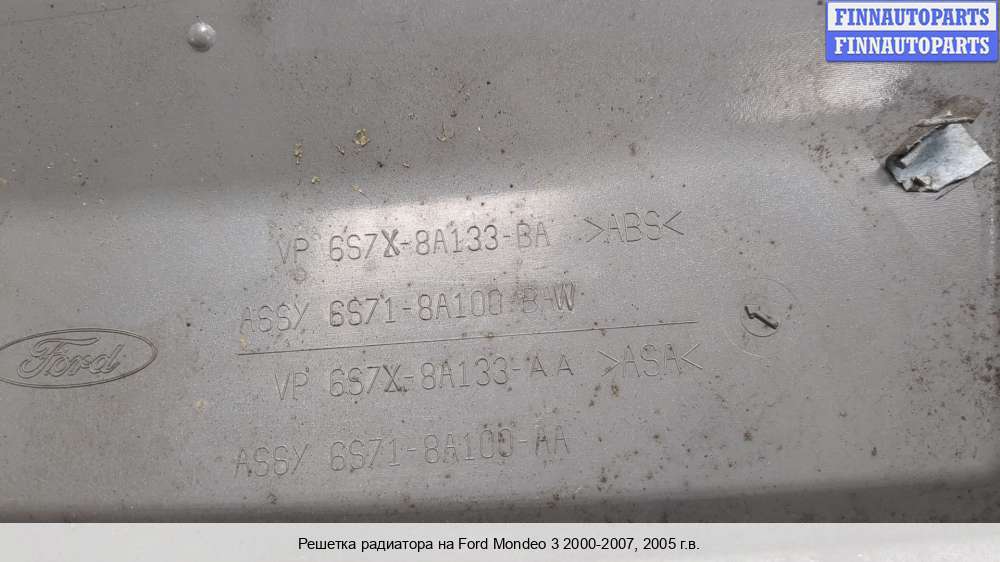 FINNAUTOPARTS
FINNAUTOPARTS
VP 6S7X-8A133-BA >ABS<
ASSY 6S71-8A100-BAW
Ford
VP 6S7X-8A133-AA >ASA<
ASSY 6S71-8A100-AA
Решетка радиатора на Ford Mondeo 3 2000-2007, 2005 г.в.